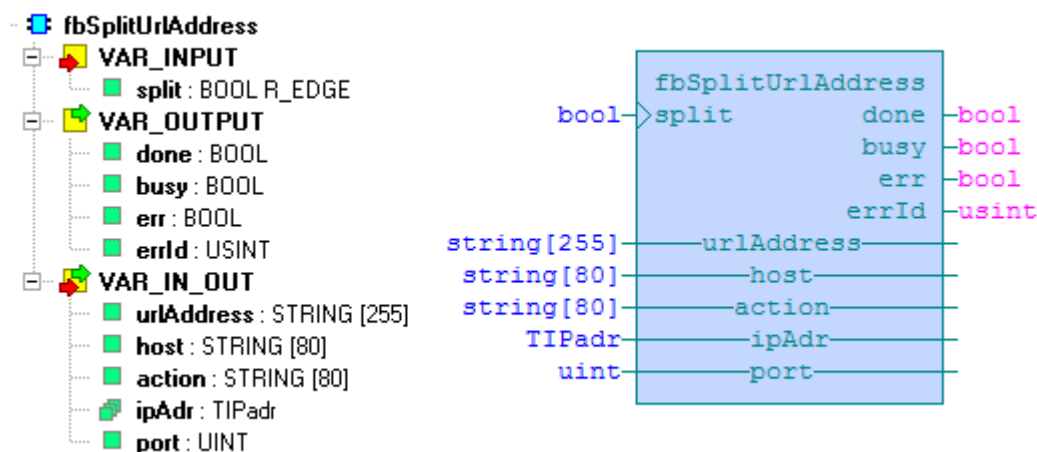 fbSplitUrlAddress
VAR_INPUT
split : BOOL R_EDGE
VAR_OUTPUT
done : BOOL
busy : BOOL
err : BOOL
errId : USINT
VAR_IN_OUT
urlAddress : STRING [255]
host : STRING [80]
action : STRING [80]
ipAdr : TIPadr
port : UINT
fbSplitUrlAddress
bool split done bool
busy bool
err bool
errId usint
string[255] urlAddress
string[80] host
string[80] action
TIPadr ipAdr
uint port